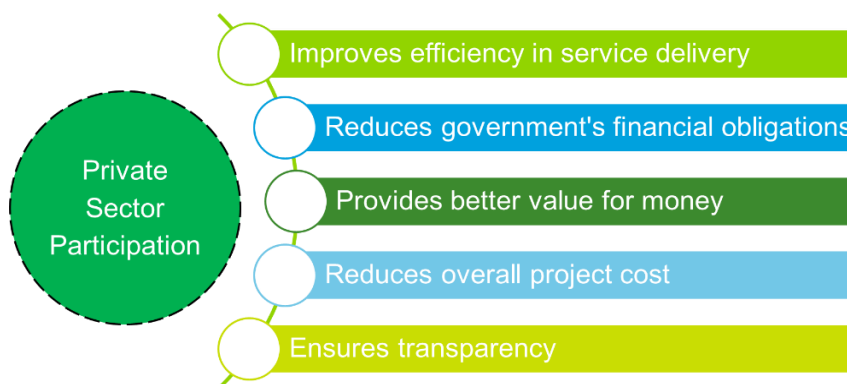 Private
Sector
Participation
Improves efficiency in service delivery
Reduces government's financial obligations
Provides better value for money
Reduces overall project cost
Ensures transparency